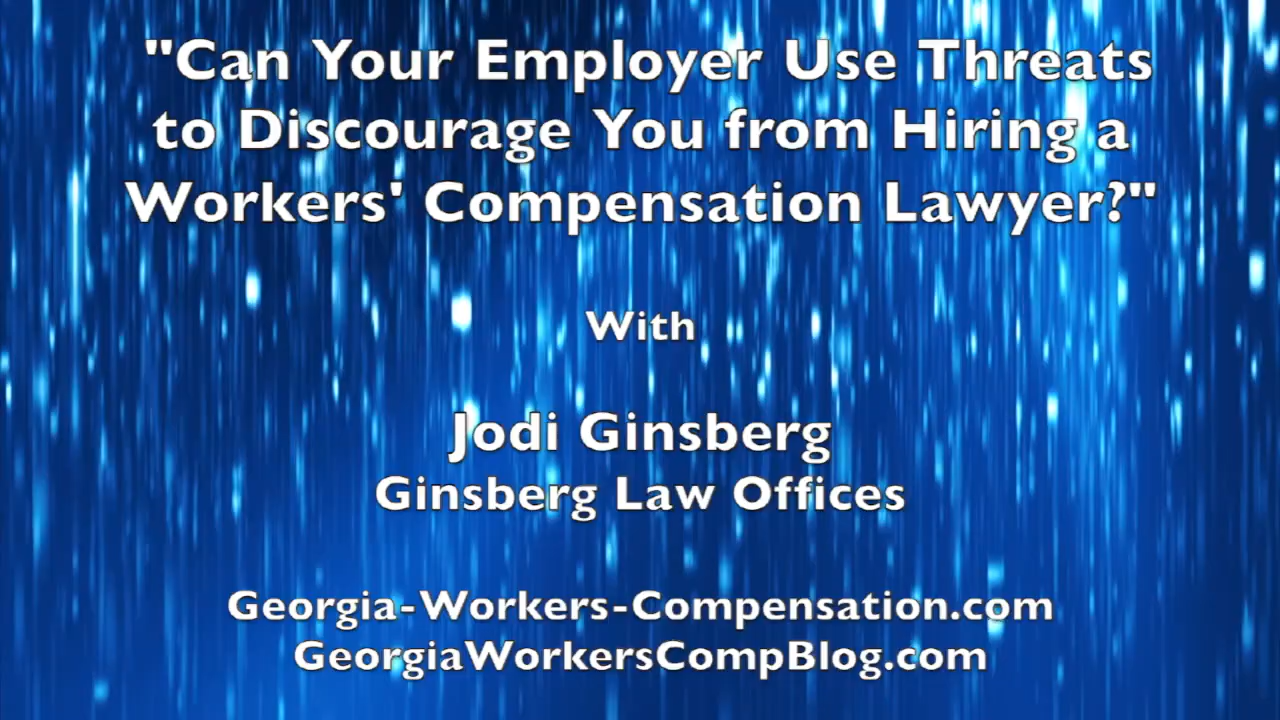 "Can Your Employer Use Threats
to Discourage You from Hiring a
Workers' Compensation Lawyer?"
With
Jodi Ginsberg
Ginsberg Law Offices
Georgia-Workers-Compensation.com
GeorgiaWorkersCompBlog.com